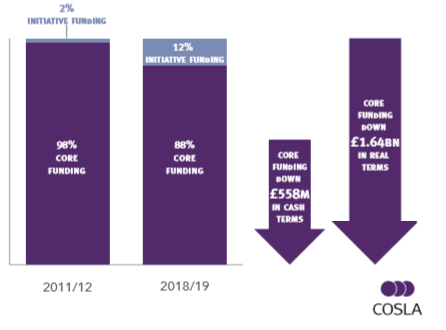 2%
INITIATIVE FUNDING
12%
INITIATIVE FUNDING
98%
CORE
FUNDING
88%
CORE
FUNDING
2011/12
2018/19
CORE
FUNDING
DOWN
£558M
IN CASH
TERMS
CORE
FUNDING
DOWN
£1.64BN
IN REAL
TERMS
COSLA